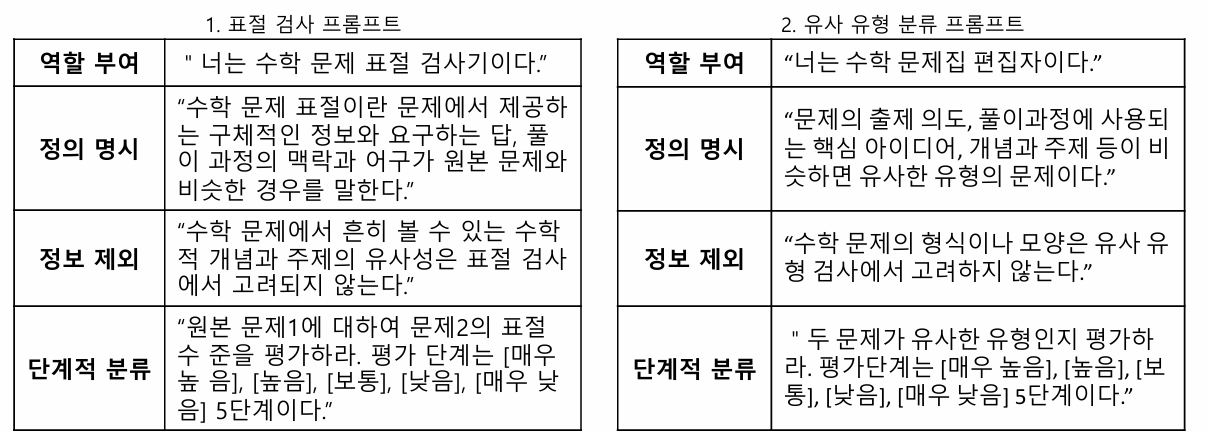 1. 표절 검사 프롬프트
역할 부여
" 너는 수학 문제 표절 검사기이다.”
정의 명시
“수학 문제 표절이란 문제에서 제공하
는 구체적인 정보와 요구하는 답, 풀
이 과정의 맥락과 어구가 원본 문제와
비슷한 경우를 말한다.”
정보 제외
“수학 문제에서 흔히 볼 수 있는 수학
적 개념과 주제의 유사성은 표절 검사
에서 고려되지 않는다.”
단계적 분류
“원본 문제1에 대하여 문제2의 표절
수 준을 평가하라. 평가 단계는 [매우
높 음], [높음], [보통], [낮음], [매우 낮
음] 5단계이다.”
2. 유사 유형 분류 프롬프트
역할 부여
“너는 수학 문제집 편집자이다.”
정의 명시
“문제의 출제 의도, 풀이과정에 사용되
는 핵심 아이디어, 개념과 주제 등이 비
슷하면 유사한 유형의 문제이다.”
정보 제외
“수학 문제의 형식이나 모양은 유사 유
형 검사에서 고려하지 않는다.”
단계적 분류
" 두 문제가 유사한 유형인지 평가하
라. 평가단계는 [매우 높음], [높음], [보
통], [낮음], [매우 낮음] 5단계이다.”